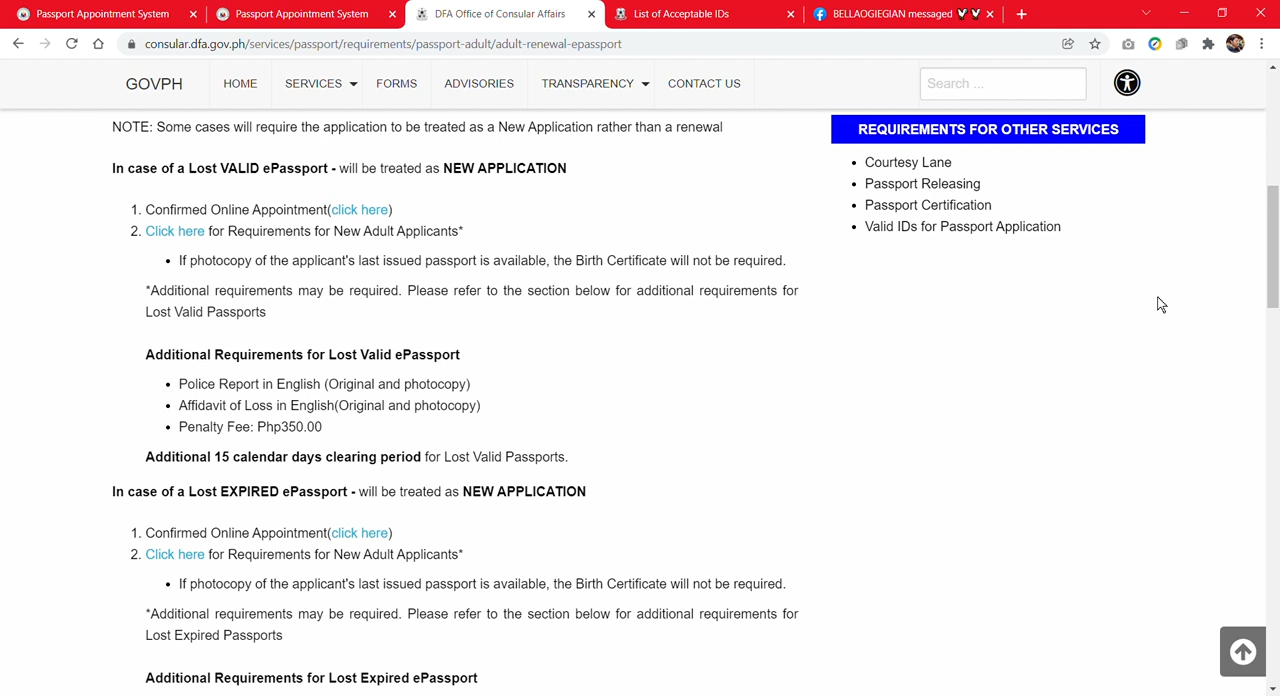 Passport Appointment System
Passport Appointment System
DFA Office of Consular Affairs
List of Acceptable IDs
BELLAOGIEGIAN messaged
consular.dfa.gov.ph/services/passport/requirements/passport-adult/adult-renewal-epassport
GOVPH
HOME
SERVICES
FORMS
ADVISORIES
TRANSPARENCY
CONTACT US
Search ...
NOTE: Some cases will require the application to be treated as a New Application rather than a renewal
In case of a Lost VALID ePassport - will be treated as NEW APPLICATION
1. Confirmed Online Appointment(click here)
2. Click here for Requirements for New Adult Applicants*
• If photocopy of the applicant's last issued passport is available, the Birth Certificate will not be required.
*Additional requirements may be required. Please refer to the section below for additional requirements for
Lost Valid Passports
Additional Requirements for Lost Valid ePassport
• Police Report in English (Original and photocopy)
• Affidavit of Loss in English(Original and photocopy)
• Penalty Fee: Php350.00
Additional 15 calendar days clearing period for Lost Valid Passports.
In case of a Lost EXPIRED ePassport - will be treated as NEW APPLICATION
1. Confirmed Online Appointment(click here)
2. Click here for Requirements for New Adult Applicants*
• If photocopy of the applicant's last issued passport is available, the Birth Certificate will not be required.
*Additional requirements may be required. Please refer to the section below for additional requirements for
Lost Expired Passports
Additional Requirements for Lost Expired ePassport
REQUIREMENTS FOR OTHER SERVICES
• Courtesy Lane
• Passport Releasing
• Passport Certification
• Valid IDs for Passport Application